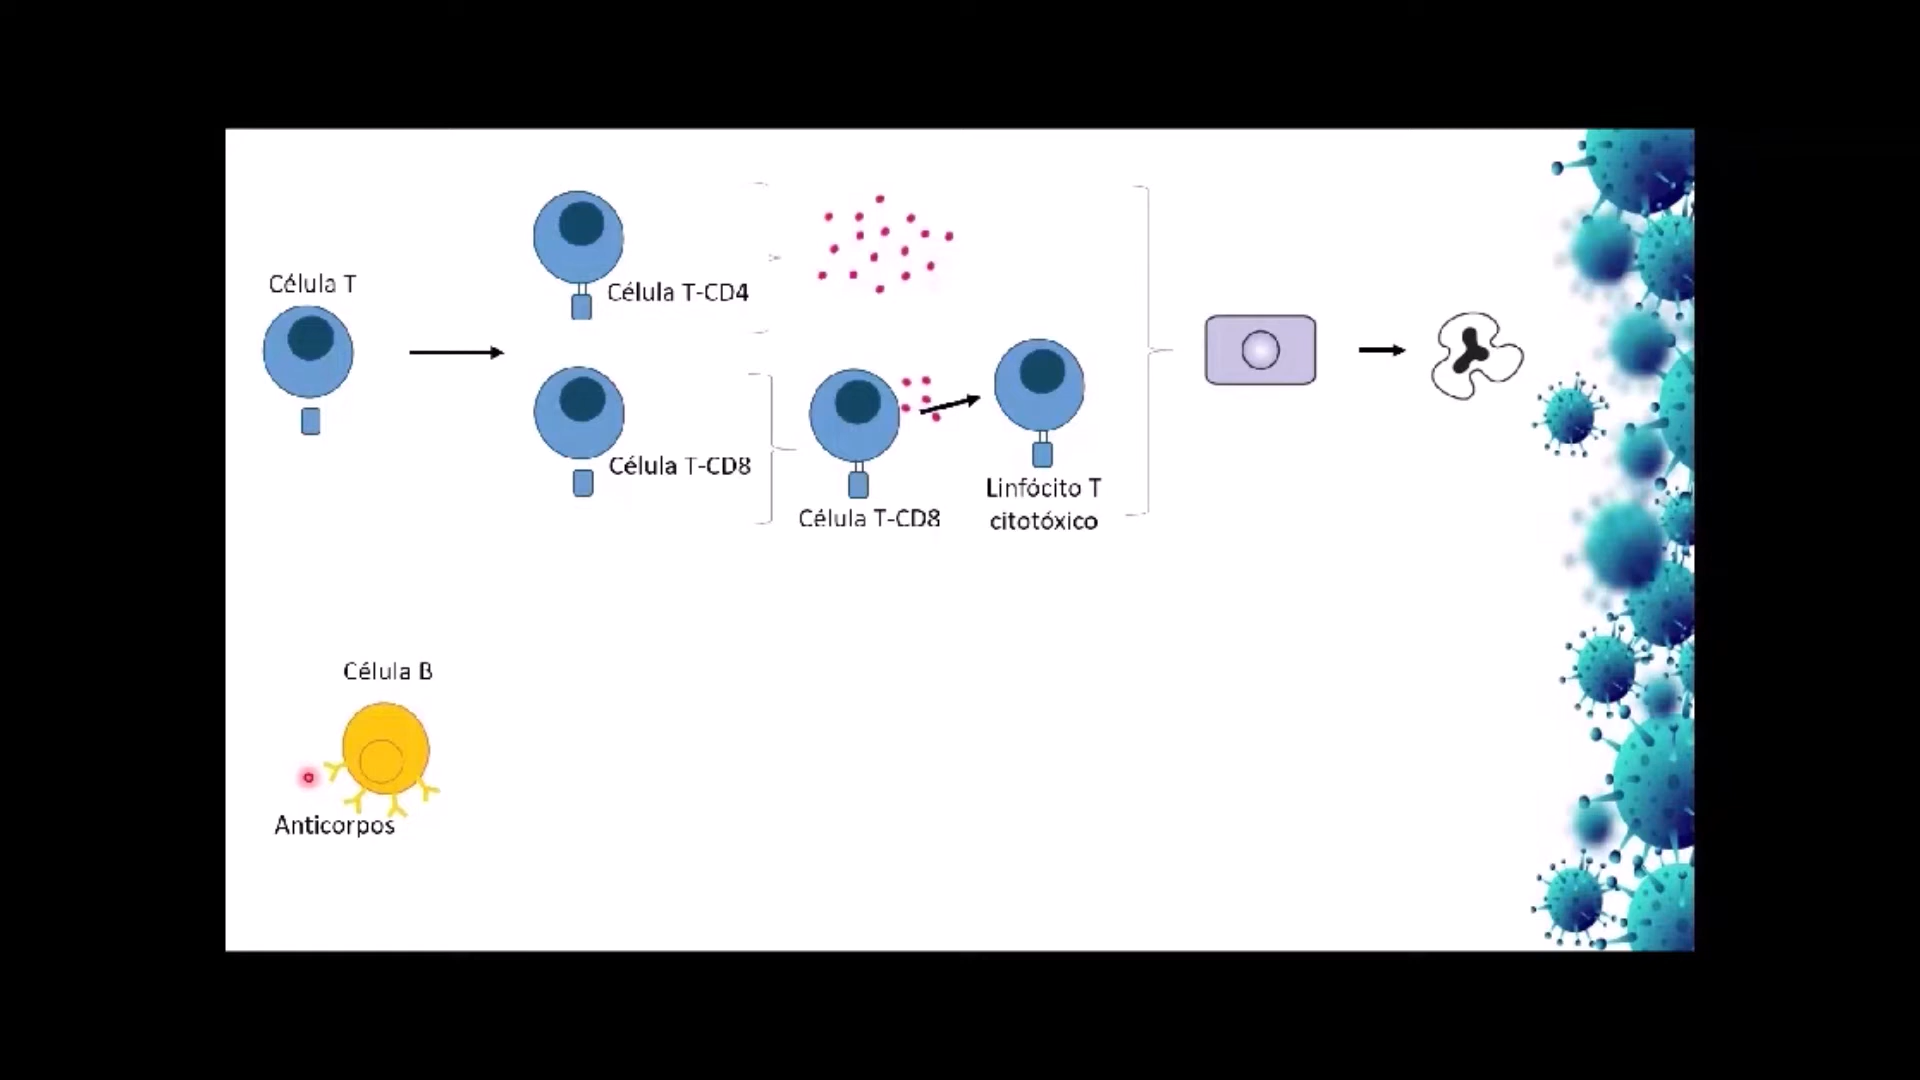 Célula T
Célula T-CD4
Célula T-CD8
Célula T-CD8
Linfócito T
citotóxico
Célula B
Anticorpos